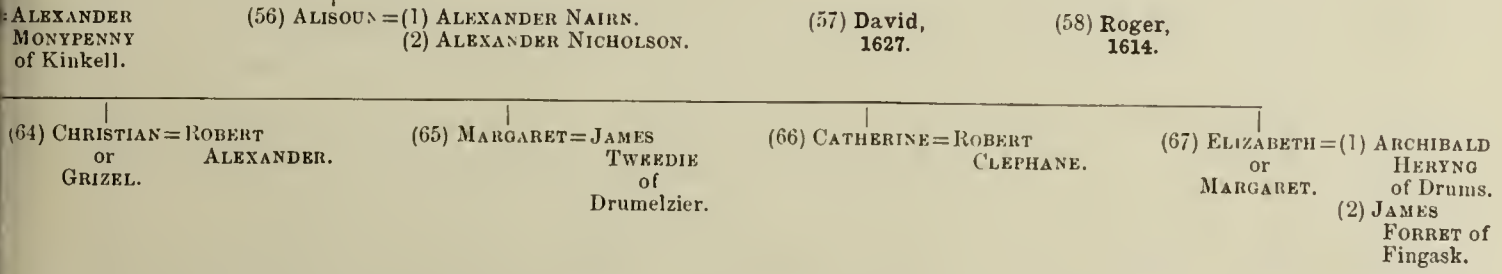 =ALEXANDER
MONYPENNY
of Kinkell.
(56) ALISOUN=(1) ALEXANDER NAIRN.
(2) ALEXANDER NICHOLSON.
(57) David,
1627.
(58) Roger,
1614.
(64) CHRISTIAN=ROBERT
or ALEXANDER.
GRIZEL.
(65) MARGARET=JAMES
TWEEDIE
of
Drumelzier.
(66) CATHERINE=ROBERT
CLEPHANE.
(67) ELIZABETH=(1) ARCHIBALD
or HERYNG
MARGARET. of Drums.
(2) JAMES
FORRET of
Fingask.